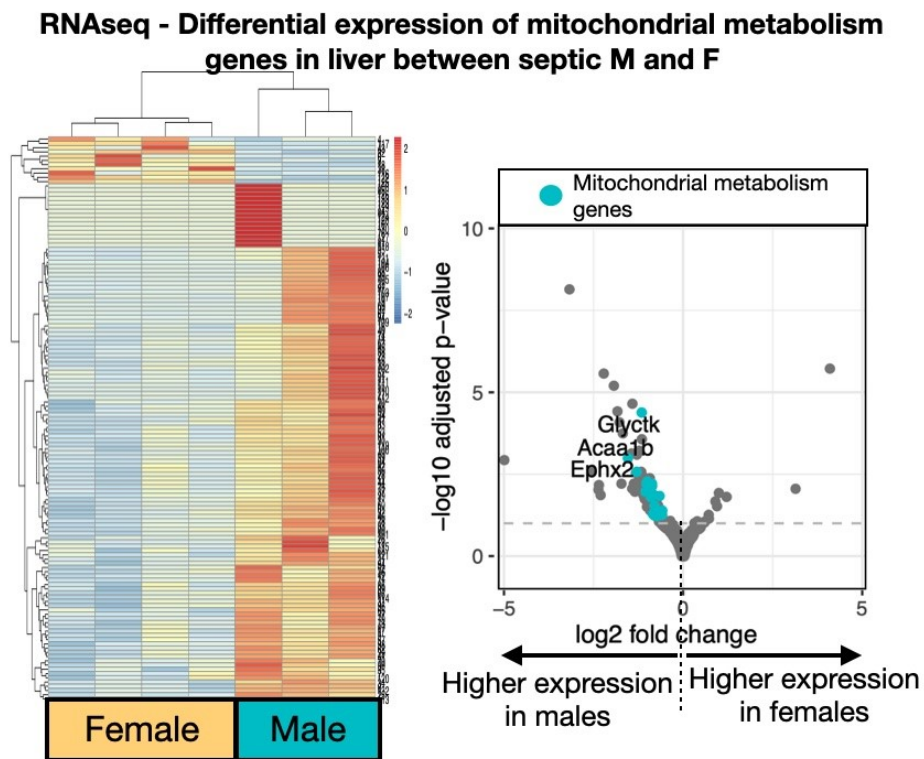 RNAseq - Differential expression of mitochondrial metabolism
genes in liver between septic M and F
2
1
0
−1
−2
Female
Male
Mitochondrial metabolism
genes
−log10 adjusted p−value
10
5
0
Glyctk
Acaa1b
Ephx2
−5
0
5
log2 fold change
Higher expression
in males
Higher expression
in females